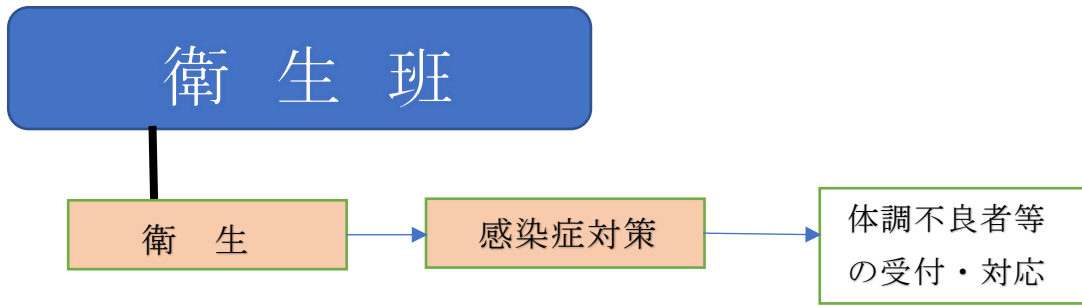 衛 生 班
衛 生
感染症対策
体調不良者等
の受付・対応